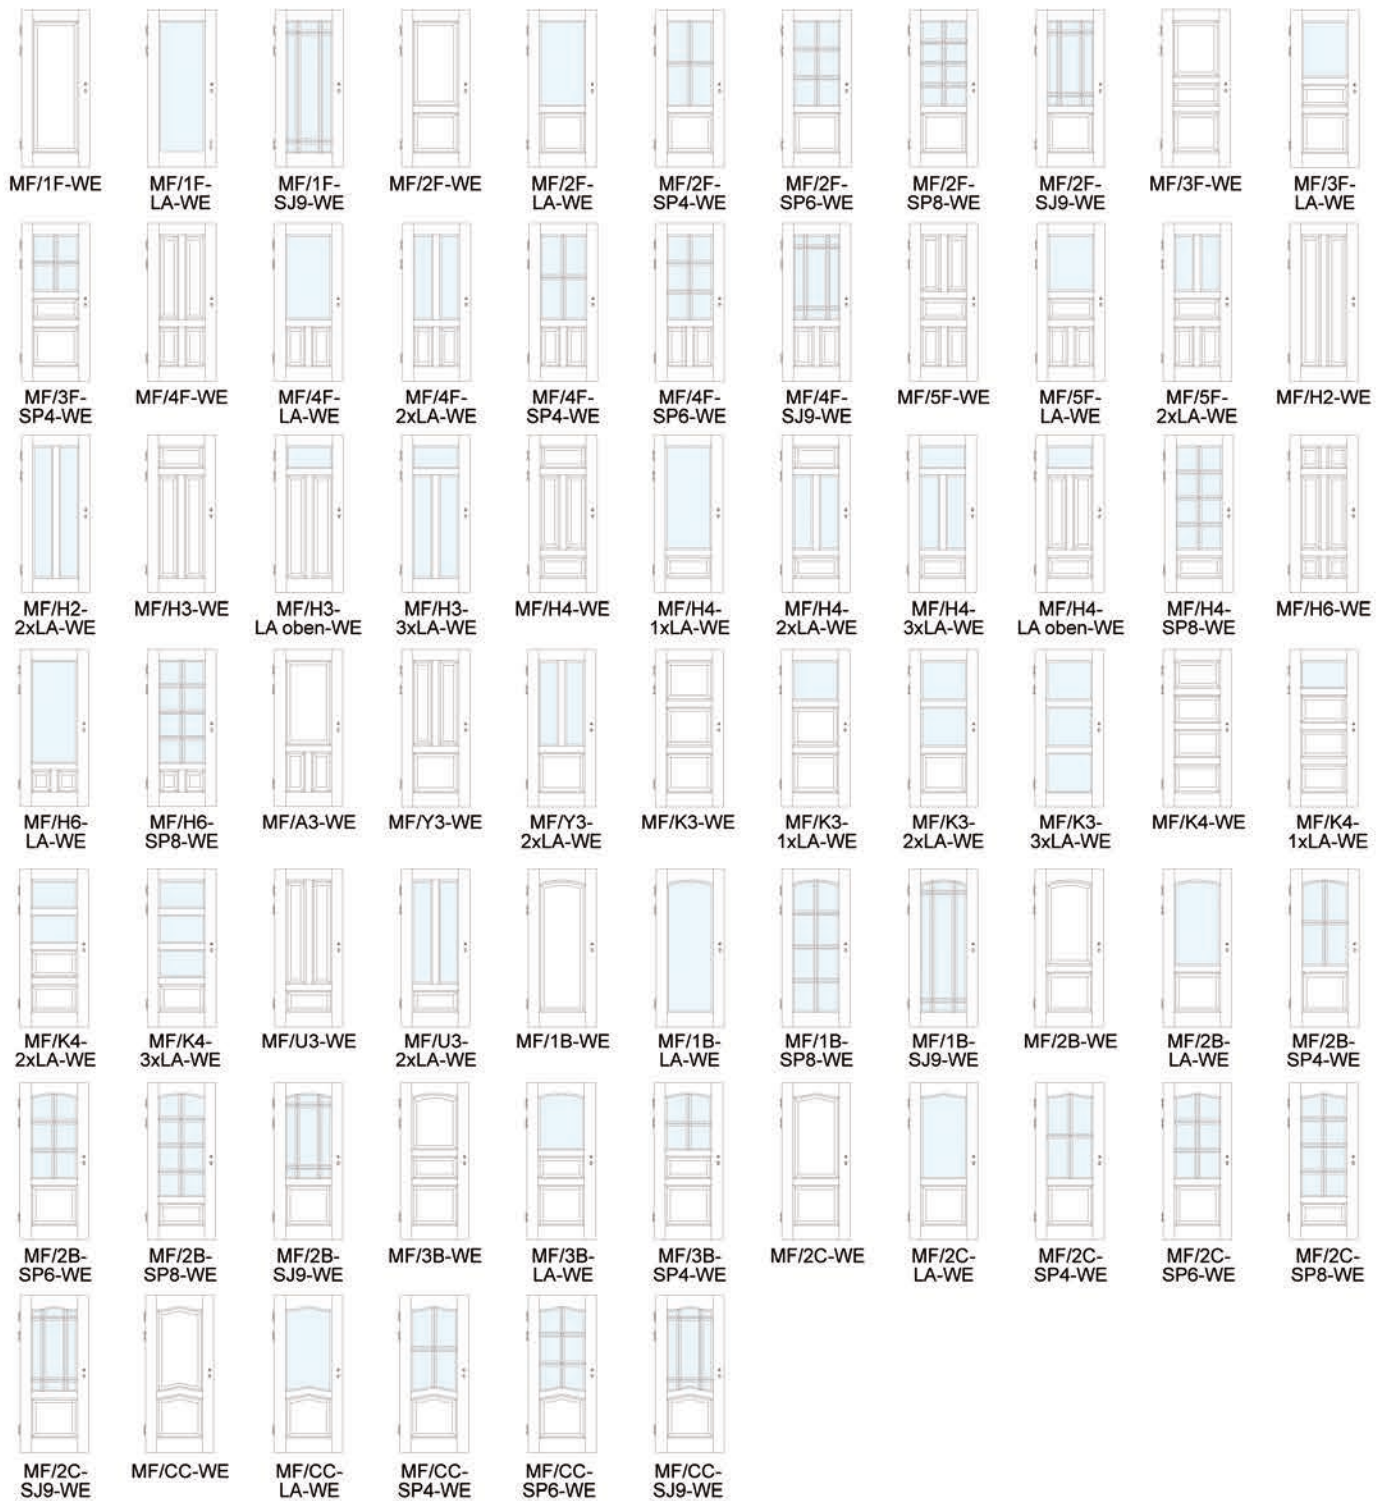 MF/1F-WE
MF/1F-
LA-WE
MF/1F-
SJ9-WE
MF/2F-WE
MF/2F-
LA-WE
MF/2F-
SP4-WE
MF/2F-
SP6-WE
MF/2F-
SP8-WE
MF/2F-
SJ9-WE
MF/3F-WE
MF/3F-
LA-WE
MF/3F-
SP4-WE
MF/4F-WE
MF/4F-
LA-WE
MF/4F-
2xLA-WE
MF/4F-
SP4-WE
MF/4F-
SP6-WE
MF/4F-
SJ9-WE
MF/5F-WE
MF/5F-
LA-WE
MF/5F-
2xLA-WE
MF/H2-WE
MF/H2-
2xLA-WE
MF/H3-WE
MF/H3-
LA oben-WE
MF/H3-
3xLA-WE
MF/H4-WE
MF/H4-
1xLA-WE
MF/H4-
2xLA-WE
MF/H4-
3xLA-WE
MF/H4-
LA oben-WE
MF/H4-
SP8-WE
MF/H6-WE
MF/H6-
LA-WE
MF/H6-
SP8-WE
MF/A3-WE
MF/Y3-WE
MF/Y3-
2xLA-WE
MF/K3-WE
MF/K3-
1xLA-WE
MF/K3-
2xLA-WE
MF/K3-
3xLA-WE
MF/K4-WE
MF/K4-
1xLA-WE
MF/K4-
2xLA-WE
MF/K4-
3xLA-WE
MF/U3-WE
MF/U3-
2xLA-WE
MF/1B-WE
MF/1B-
LA-WE
MF/1B-
SP8-WE
MF/1B-
SJ9-WE
MF/2B-WE
MF/2B-
LA-WE
MF/2B-
SP4-WE
MF/2B-
SP6-WE
MF/2B-
SP8-WE
MF/2B-
SJ9-WE
MF/3B-WE
MF/3B-
LA-WE
MF/3B-
SP4-WE
MF/2C-WE
MF/2C-
LA-WE
MF/2C-
SP4-WE
MF/2C-
SP6-WE
MF/2C-
SP8-WE
MF/2C-
SJ9-WE
MF/CC-WE
MF/CC-
LA-WE
MF/CC-
SP4-WE
MF/CC-
SP6-WE
MF/CC-
SJ9-WE